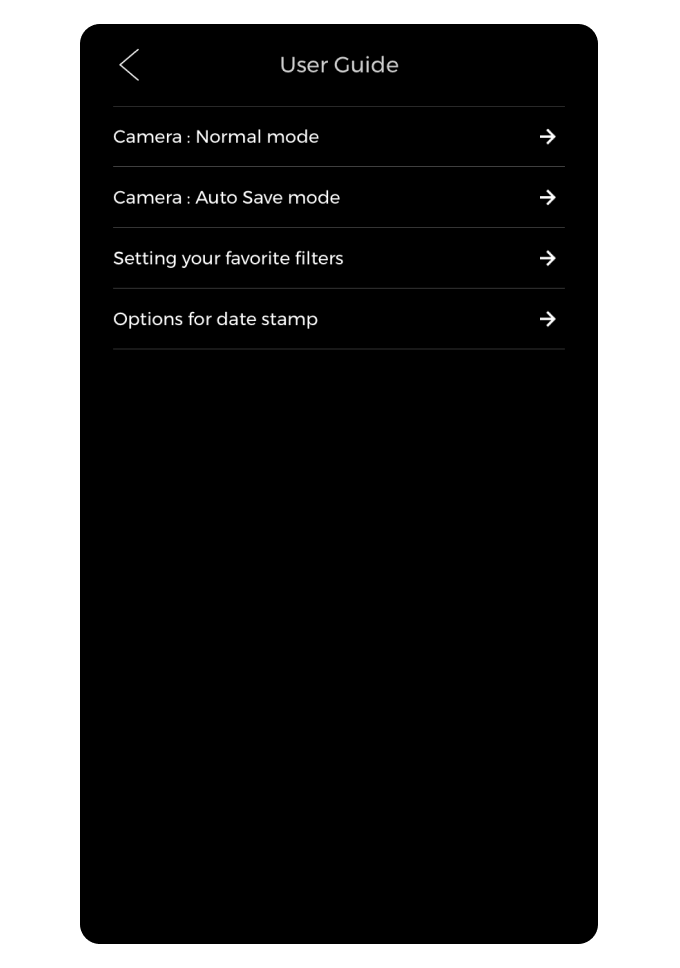 User Guide
Camera : Normal mode
Camera : Auto Save mode
Setting your favorite filters
Options for date stamp